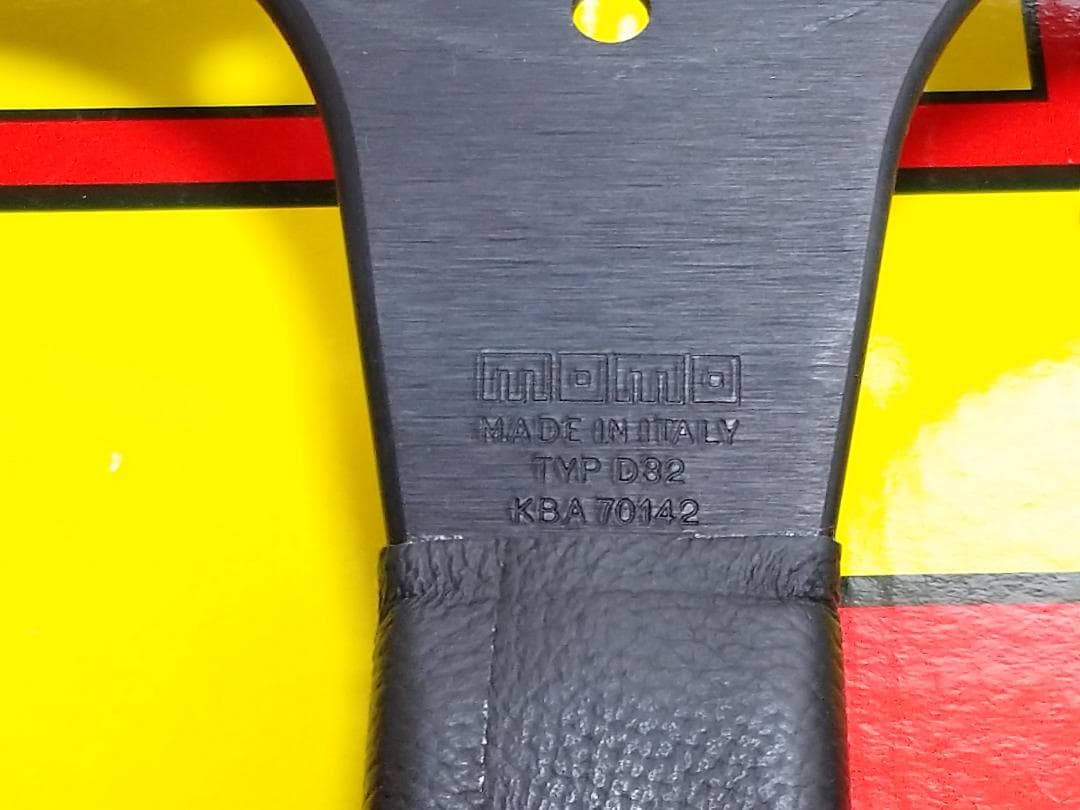 momo
MADE IN ITALY
TYP D32
KBA 70142